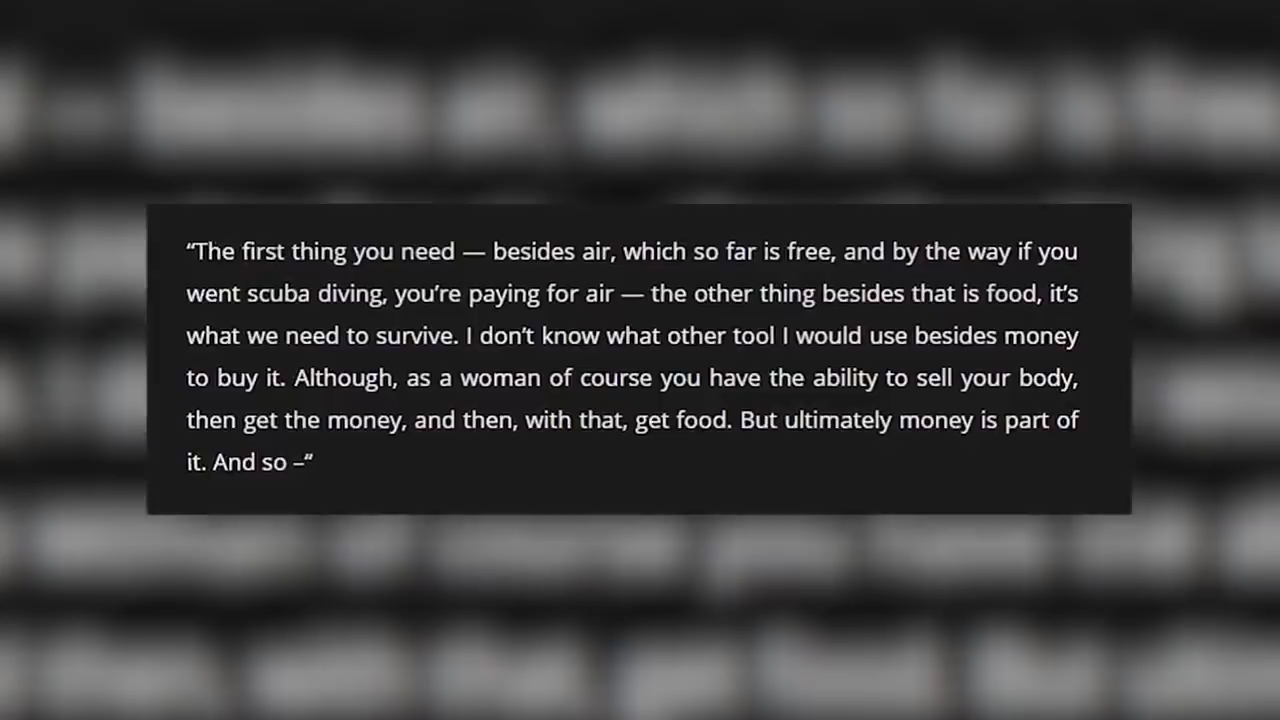 “The first thing you need — besides air, which so far is free, and by the way if you
went scuba diving, you’re paying for air — the other thing besides that is food, it’s
what we need to survive. I don’t know what other tool I would use besides money
to buy it. Although, as a woman of course you have the ability to sell your body,
then get the money, and then, with that, get food. But ultimately money is part of
it. And so –”